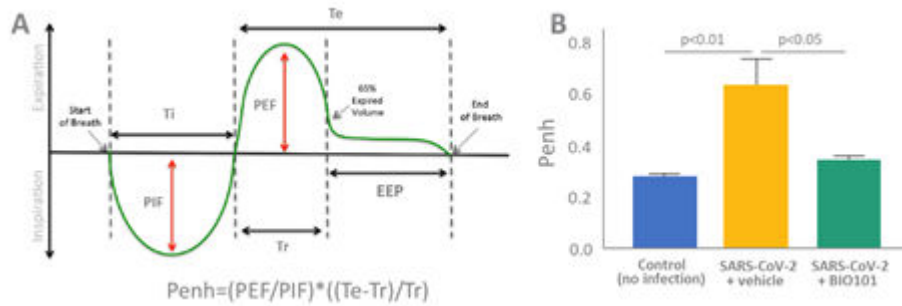 A
Expiration
Inspiration
Start
of Breath
Ti
PIF
Te
PEF
Tr
65%
Expired
Volume
EEP
End
of Breath
Penh=(PEF/PIF)*((Te-Tr)/Tr)
B
Penh
0.8
0.6
0.4
0.2
0.0
p<0.01
p<0.05
Control
(no infection)
SARS-CoV-2
+ vehicle
SARS-CoV-2
+ BIO101